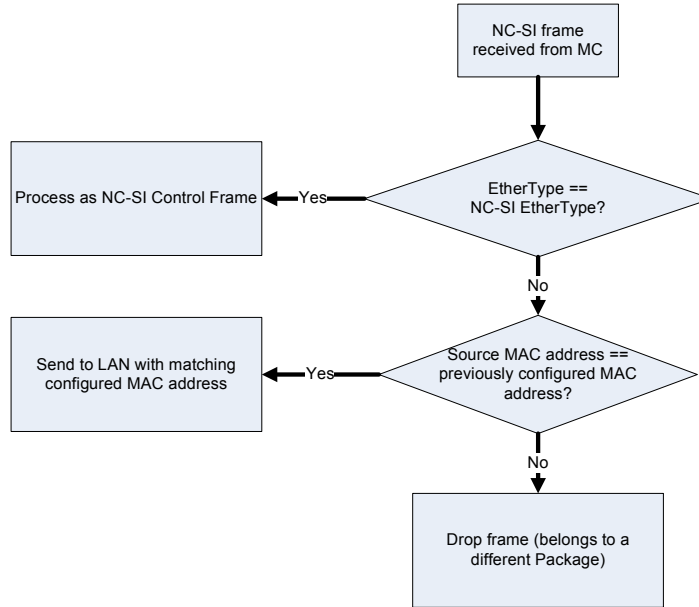 NC-SI frame
received from MC
EtherType ==
NC-SI EtherType?
Yes
Process as NC-SI Control Frame
No
Source MAC address ==
previously configured MAC
address?
Yes
Send to LAN with matching
configured MAC address
No
Drop frame (belongs to a
different Package)